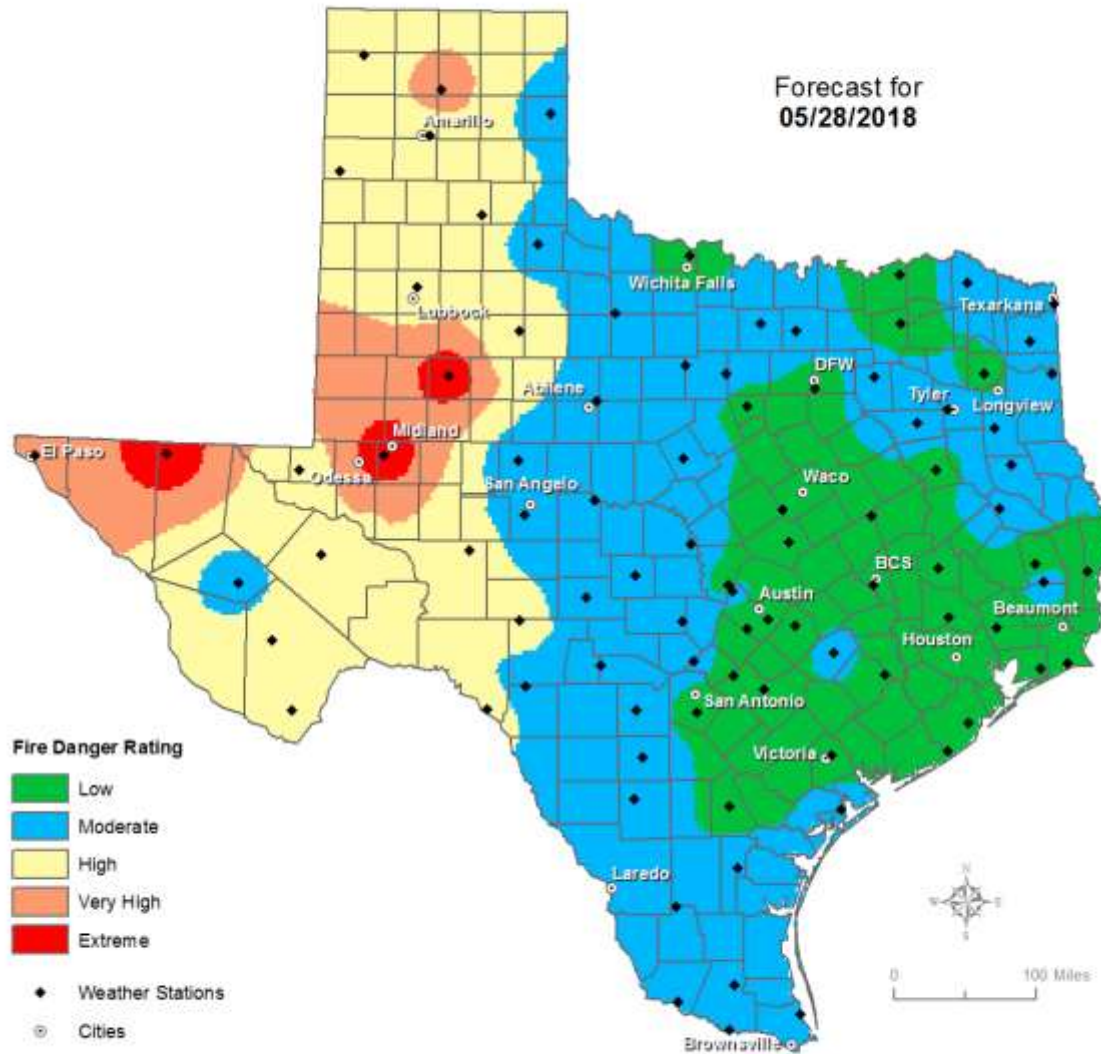 Forecast for
05/28/2018
Amarillo
Wichita Falls
Lubbock
Texarkana
DFW
Abilene
Tyler
Longview
Midland
El Paso
Odessa
San Angelo
Waco
BCS
Austin
Beaumont
Houston
San Antonio
Victoria
Fire Danger Rating
Low
Moderate
High
Very High
Extreme
Weather Stations
Cities
Laredo
Brownsville
N
W E
S
0 100 Miles